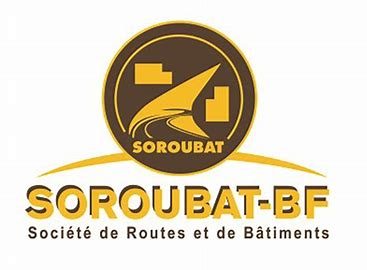 SOROUBAT
SOROUBAT-BF
Société de Routes et de Bâtiments